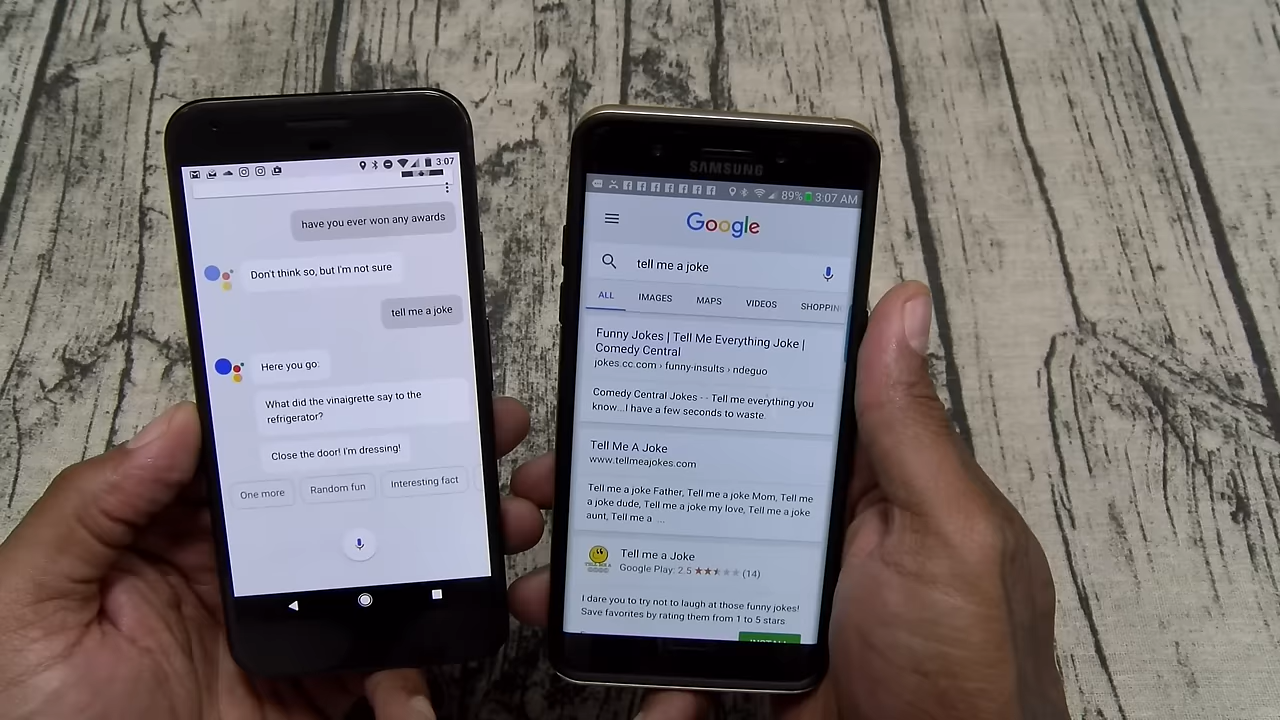 3:07
have you ever won any awards
Don't think so, but I'm not sure
tell me a joke
Here you go:
What did the vinaigrette say to the
refrigerator?
Close the door! I'm dressing!
One more
Random fun
Interesting fact
SAMSUNG
89% 3:07 AM
Google
tell me a joke
ALL IMAGES MAPS VIDEOS SHOPPIN
Funny Jokes | Tell Me Everything Joke |
Comedy Central
jokes.cc.com › funny-insults › ndeguo
Comedy Central Jokes - - Tell me everything you
know...I have a few seconds to waste.
Tell Me A Joke
www.tellmeajokes.com
Tell me a joke Father, Tell me a joke Mom, Tell me
a joke dude, Tell me a joke my love, Tell me a joke
aunt, Tell me a ...
Tell me a Joke
Google Play: 2.5 (14)
I dare you to try not to laugh at those funny jokes!
Save favorites by rating them from 1 to 5 stars
INSTALL